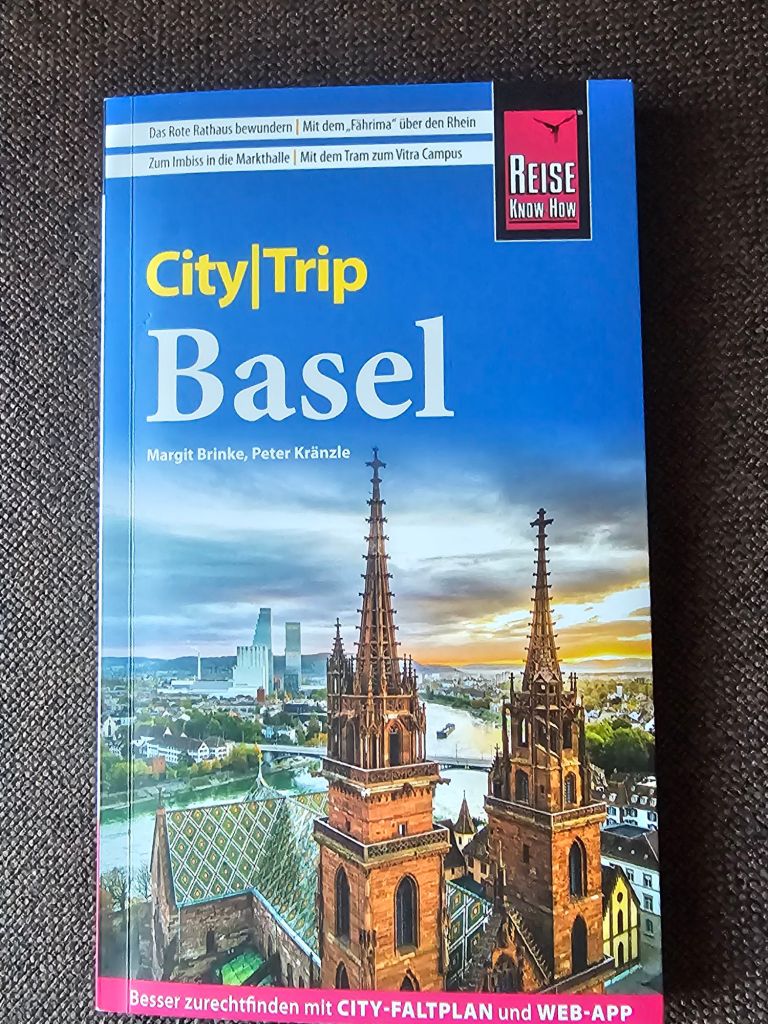 Das Rote Rathaus bewundern | Mit dem „Fährima“ über den Rhein
Zum Imbiss in die Markthalle | Mit dem Tram zum Vitra Campus
REISE
KNOW HOW
®
City|Trip
Basel
Margit Brinke, Peter Kränzle
Besser zurechtfinden mit CITY-FALTPLAN und WEB-APP